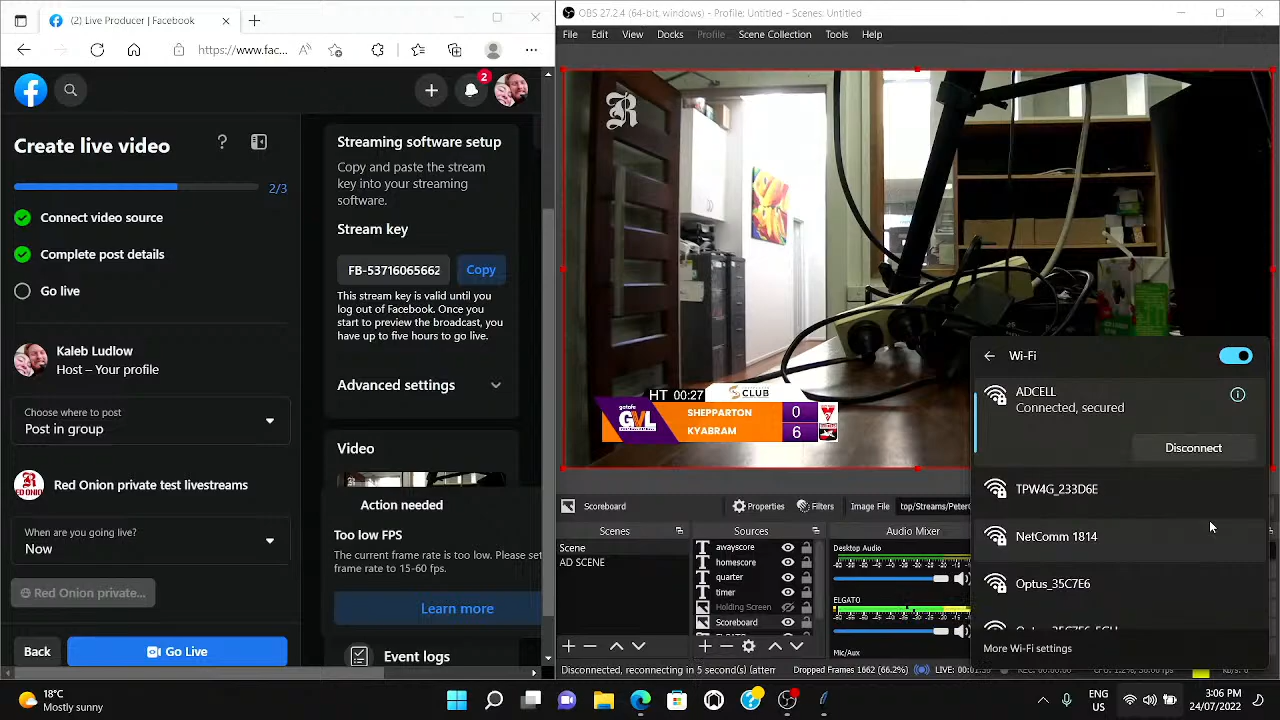 (2) Live Producer | Facebook
https://www.fac...
2
Create live video
?
2/3
Connect video source
Complete post details
Go live
Kaleb Ludlow
Host – Your profile
Choose where to post
Post in group
Red Onion private test livestreams
When are you going live?
Now
Red Onion private...
Back
Go Live
Streaming software setup
Copy and paste the stream
key into your streaming
software.
Stream key
FB-53716065662
Copy
This stream key is valid until you
log out of Facebook. Once you
start to preview the broadcast, you
have up to five hours to go live.
Advanced settings
Video
Action needed
Too low FPS
The current frame rate is too low. Please set
frame rate to 15-60 fps.
Learn more
Event logs
OBS 27.2.4 (64-bit, windows) - Profile: Untitled - Scenes: Untitled
File Edit View Docks Profile Scene Collection Tools Help
R
HT 00:27 CLUB
gotafe
GVL
SHEPPARTON 0
KYABRAM 6
Scoreboard
Properties Filters Image File top/Streams/PeterC
Scenes
Scene
AD SCENE
Sources
awayscore
homescore
quarter
timer
Holding Screen
Scoreboard
Audio Mixer
Desktop Audio
ELGATO
Mic/Aux
Disconnected, reconnecting in 5 second(s) (attem Dropped Frames 1662 (66.2%)
Wi-Fi
ADCELL
Connected, secured
Disconnect
TPW4G_233D6E
NetComm 1814
Optus_35C7E6
More Wi-Fi settings
18°C
Mostly sunny
ENG
US
3:06 PM
24/07/2022